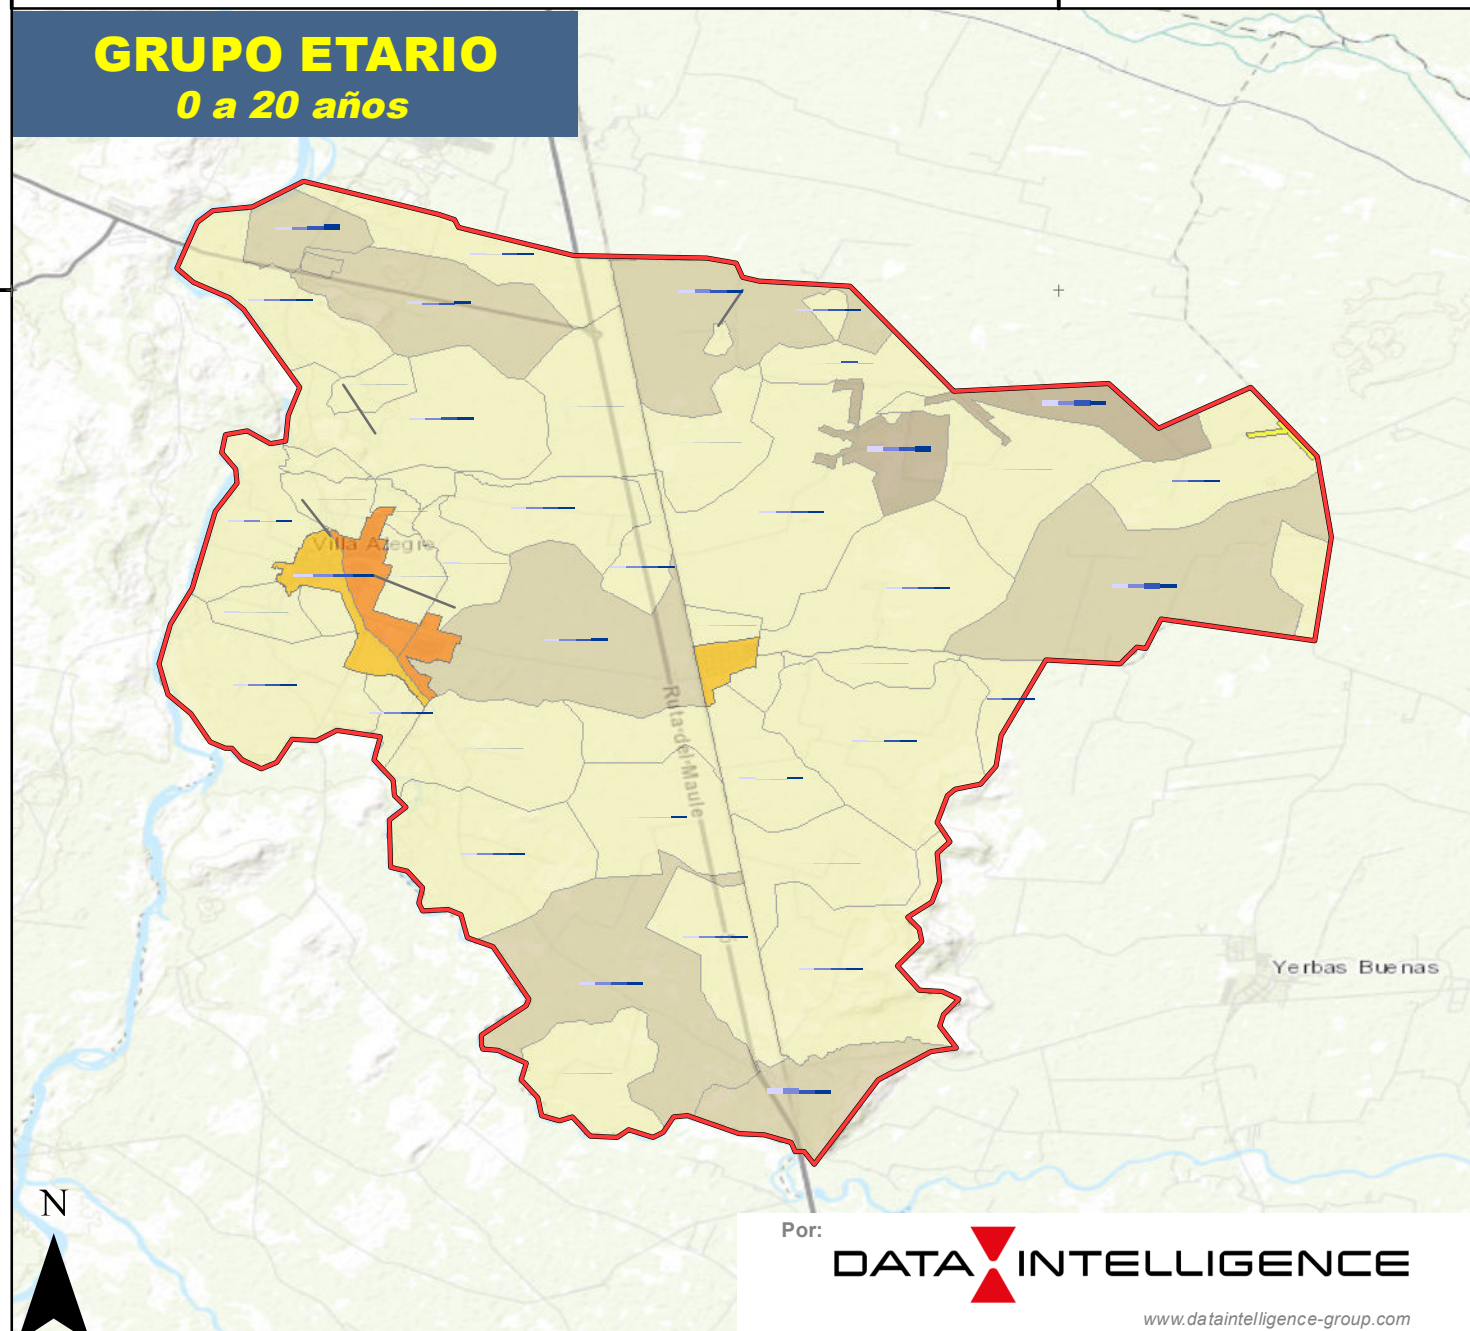 GRUPO ETARIO
0 a 20 años
Villa Alegre
Ruta del Maule
5
Yerbas Buenas
N
Por:
DATA INTELLIGENCE
www.dataintelligence-group.com